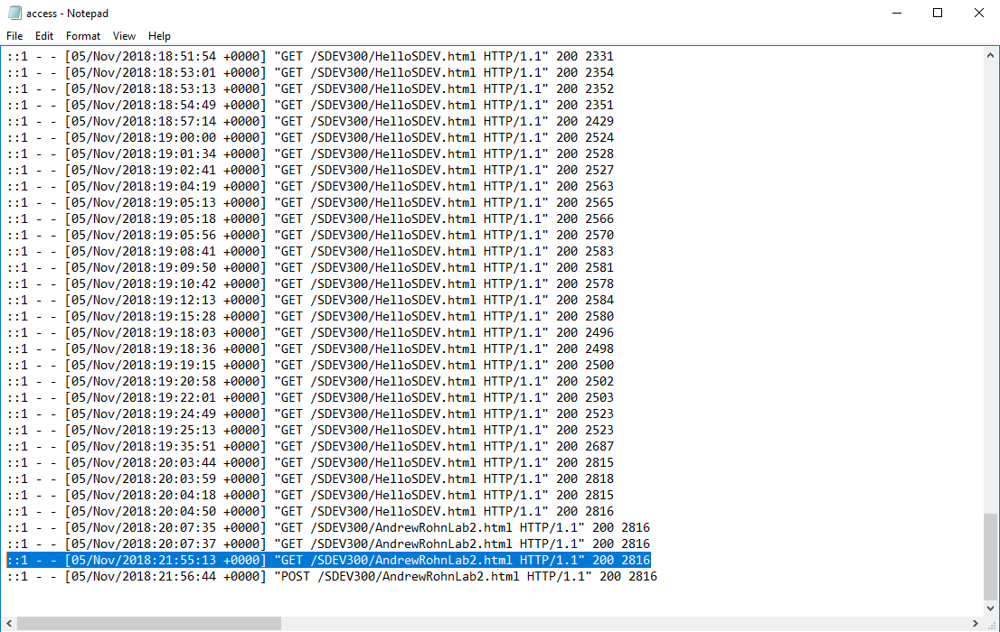 access - Notepad
File Edit Format View Help
::1 - - [05/Nov/2018:18:51:54 +0000] "GET /SDEV300/HelloSDEV.html HTTP/1.1" 200 2331
::1 - - [05/Nov/2018:18:53:01 +0000] "GET /SDEV300/HelloSDEV.html HTTP/1.1" 200 2354
::1 - - [05/Nov/2018:18:53:13 +0000] "GET /SDEV300/HelloSDEV.html HTTP/1.1" 200 2352
::1 - - [05/Nov/2018:18:54:49 +0000] "GET /SDEV300/HelloSDEV.html HTTP/1.1" 200 2351
::1 - - [05/Nov/2018:18:57:14 +0000] "GET /SDEV300/HelloSDEV.html HTTP/1.1" 200 2429
::1 - - [05/Nov/2018:19:00:00 +0000] "GET /SDEV300/HelloSDEV.html HTTP/1.1" 200 2524
::1 - - [05/Nov/2018:19:01:34 +0000] "GET /SDEV300/HelloSDEV.html HTTP/1.1" 200 2528
::1 - - [05/Nov/2018:19:02:41 +0000] "GET /SDEV300/HelloSDEV.html HTTP/1.1" 200 2527
::1 - - [05/Nov/2018:19:04:19 +0000] "GET /SDEV300/HelloSDEV.html HTTP/1.1" 200 2563
::1 - - [05/Nov/2018:19:05:13 +0000] "GET /SDEV300/HelloSDEV.html HTTP/1.1" 200 2565
::1 - - [05/Nov/2018:19:05:18 +0000] "GET /SDEV300/HelloSDEV.html HTTP/1.1" 200 2566
::1 - - [05/Nov/2018:19:05:56 +0000] "GET /SDEV300/HelloSDEV.html HTTP/1.1" 200 2570
::1 - - [05/Nov/2018:19:08:41 +0000] "GET /SDEV300/HelloSDEV.html HTTP/1.1" 200 2583
::1 - - [05/Nov/2018:19:09:50 +0000] "GET /SDEV300/HelloSDEV.html HTTP/1.1" 200 2581
::1 - - [05/Nov/2018:19:10:42 +0000] "GET /SDEV300/HelloSDEV.html HTTP/1.1" 200 2578
::1 - - [05/Nov/2018:19:12:13 +0000] "GET /SDEV300/HelloSDEV.html HTTP/1.1" 200 2584
::1 - - [05/Nov/2018:19:15:28 +0000] "GET /SDEV300/HelloSDEV.html HTTP/1.1" 200 2580
::1 - - [05/Nov/2018:19:18:03 +0000] "GET /SDEV300/HelloSDEV.html HTTP/1.1" 200 2496
::1 - - [05/Nov/2018:19:18:36 +0000] "GET /SDEV300/HelloSDEV.html HTTP/1.1" 200 2498
::1 - - [05/Nov/2018:19:19:15 +0000] "GET /SDEV300/HelloSDEV.html HTTP/1.1" 200 2500
::1 - - [05/Nov/2018:19:20:58 +0000] "GET /SDEV300/HelloSDEV.html HTTP/1.1" 200 2502
::1 - - [05/Nov/2018:19:22:01 +0000] "GET /SDEV300/HelloSDEV.html HTTP/1.1" 200 2503
::1 - - [05/Nov/2018:19:24:49 +0000] "GET /SDEV300/HelloSDEV.html HTTP/1.1" 200 2523
::1 - - [05/Nov/2018:19:25:13 +0000] "GET /SDEV300/HelloSDEV.html HTTP/1.1" 200 2523
::1 - - [05/Nov/2018:19:35:51 +0000] "GET /SDEV300/HelloSDEV.html HTTP/1.1" 200 2687
::1 - - [05/Nov/2018:20:03:44 +0000] "GET /SDEV300/HelloSDEV.html HTTP/1.1" 200 2815
::1 - - [05/Nov/2018:20:03:59 +0000] "GET /SDEV300/HelloSDEV.html HTTP/1.1" 200 2818
::1 - - [05/Nov/2018:20:04:18 +0000] "GET /SDEV300/HelloSDEV.html HTTP/1.1" 200 2815
::1 - - [05/Nov/2018:20:04:50 +0000] "GET /SDEV300/HelloSDEV.html HTTP/1.1" 200 2816
::1 - - [05/Nov/2018:20:07:35 +0000] "GET /SDEV300/AndrewRohnLab2.html HTTP/1.1" 200 2816
::1 - - [05/Nov/2018:20:07:37 +0000] "GET /SDEV300/AndrewRohnLab2.html HTTP/1.1" 200 2816
::1 - - [05/Nov/2018:21:55:13 +0000] "GET /SDEV300/AndrewRohnLab2.html HTTP/1.1" 200 2816
::1 - - [05/Nov/2018:21:56:44 +0000] "POST /SDEV300/AndrewRohnLab2.html HTTP/1.1" 200 2816